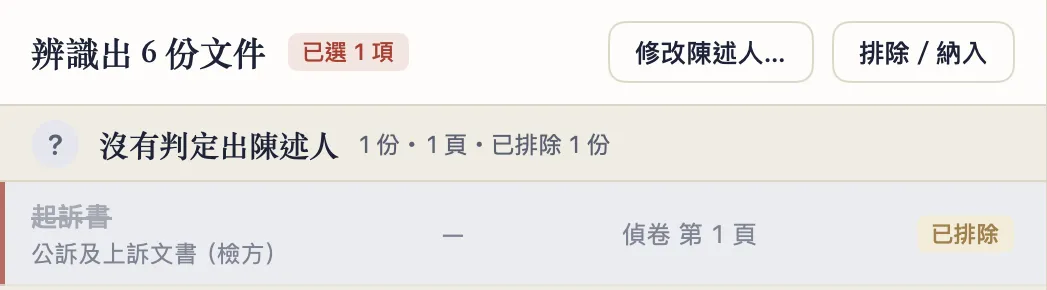 辨識出 6 份文件 已選 1 項 修改陳述人... 排除 / 納入
? 沒有判定出陳述人 1 份・1 頁・已排除 1 份
起訴書
公訴及上訴文書（檢方） — 偵卷 第 1 頁 已排除